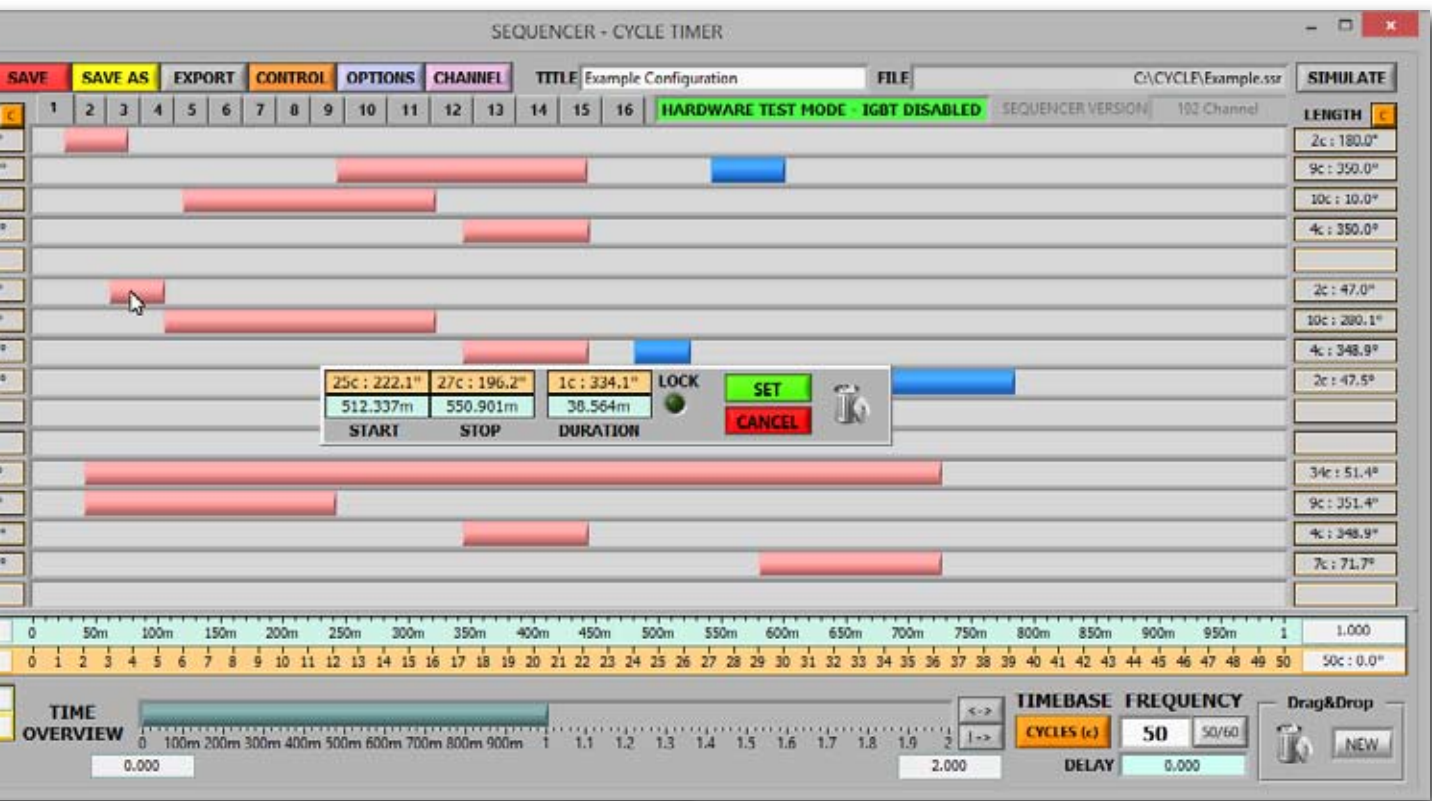 SEQUENCER - CYCLE TIMER
SAVE SAVE AS EXPORT CONTROL OPTIONS CHANNEL TITLE Example Configuration FILE C:\CYCLE\Example.ssr SIMULATE
C 1 2 3 4 5 6 7 8 9 10 11 12 13 14 15 16 HARDWARE TEST MODE - IGBT DISABLED SEQUENCER VERSION 192 Channel LENGTH C
2c : 180.0°
9c : 350.0°
10c : 10.0°
4c : 350.0°
2c : 47.0°
10c : 280.1°
4c : 348.9°
2c : 47.5°
25c : 222.1° 27c : 196.2° 1c : 334.1° LOCK SET
512.337m 550.901m 38.564m CANCEL
START STOP DURATION
34c : 51.4°
9c : 351.4°
4c : 348.9°
7c : 71.7°
0 50m 100m 150m 200m 250m 300m 350m 400m 450m 500m 550m 600m 650m 700m 750m 800m 850m 900m 950m 1 1.000
0 1 2 3 4 5 6 7 8 9 10 11 12 13 14 15 16 17 18 19 20 21 22 23 24 25 26 27 28 29 30 31 32 33 34 35 36 37 38 39 40 41 42 43 44 45 46 47 48 49 50 50c : 0.0°
TIME OVERVIEW <-> TIMEBASE FREQUENCY Drag&Drop
0 100m 200m 300m 400m 500m 600m 700m 800m 900m 1 1.1 1.2 1.3 1.4 1.5 1.6 1.7 1.8 1.9 2 |-> CYCLES (c) 50 50/60 NEW
0.000 2.000 DELAY 0.000